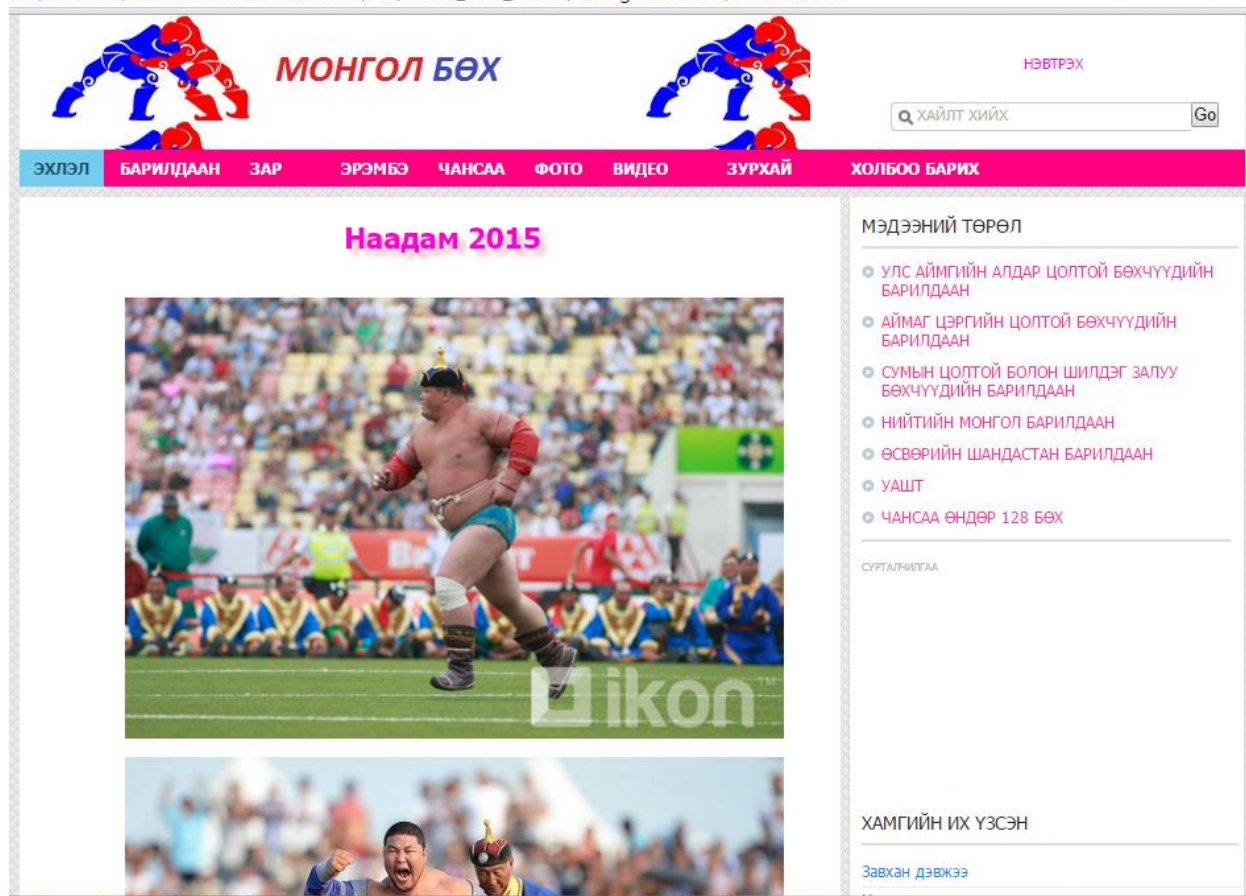 МОНГОЛ БӨХ
НЭВТРЭХ
ХАЙЛТ ХИЙХ
Go
ЭХЛЭЛ БАРИЛДААН ЗАР ЭРЭМБЭ ЧАНСАА ФОТО ВИДЕО ЗУРХАЙ ХОЛБОО БАРИХ
Наадам 2015
ikon™
МЭДЭЭНИЙ ТӨРӨЛ
УЛС АЙМГИЙН АЛДАР ЦОЛТОЙ БӨХЧҮҮДИЙН
БАРИЛДААН
АЙМАГ ЦЭРГИЙН ЦОЛТОЙ БӨХЧҮҮДИЙН
БАРИЛДААН
СУМЫН ЦОЛТОЙ БОЛОН ШИЛДЭГ ЗАЛУУ
БӨХЧҮҮДИЙН БАРИЛДААН
НИЙТИЙН МОНГОЛ БАРИЛДААН
ӨСВӨРИЙН ШАНДАСТАН БАРИЛДААН
УАШТ
ЧАНСАА ӨНДӨР 128 БӨХ
СУРТАЛЧИЛГАА
ХАМГИЙН ИХ ҮЗСЭН
Завхан дэвжээ